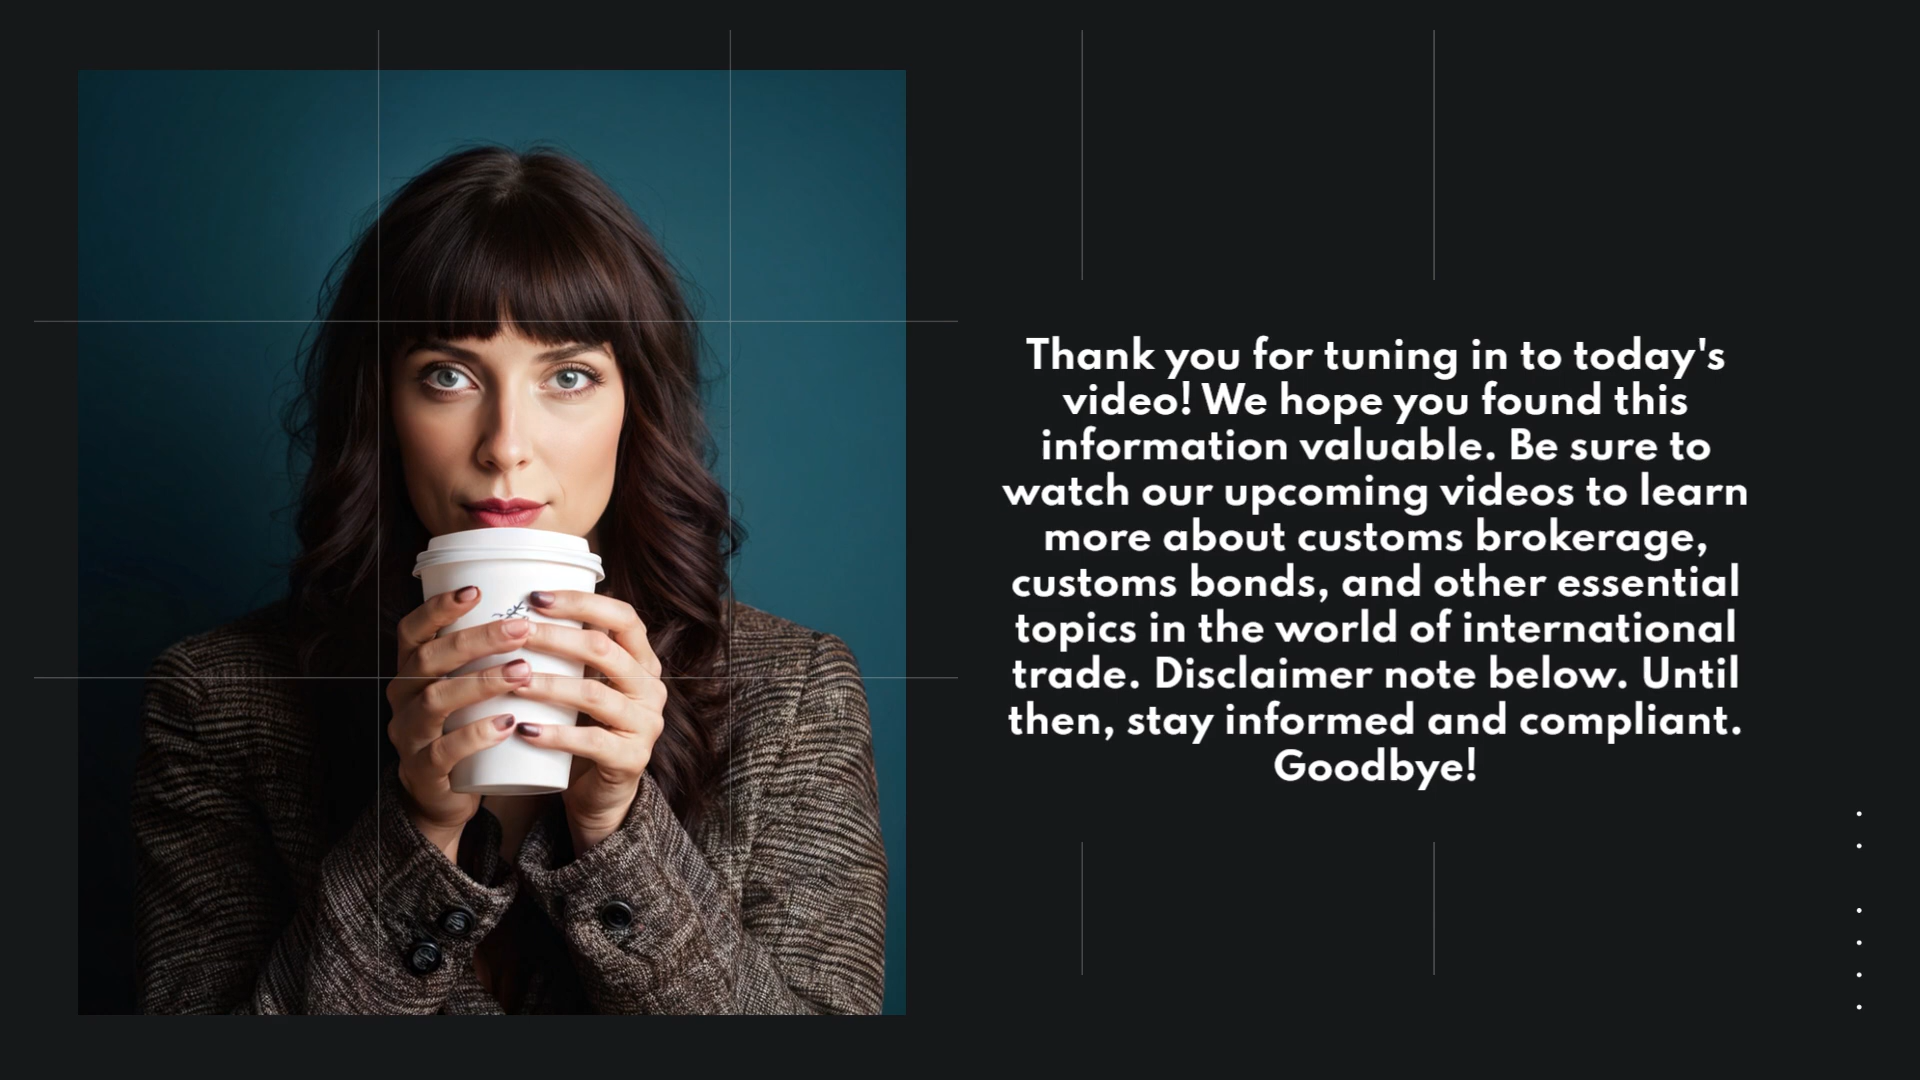 Thank you for tuning in to today's
video! We hope you found this
information valuable. Be sure to
watch our upcoming videos to learn
more about customs brokerage,
customs bonds, and other essential
topics in the world of international
trade. Disclaimer note below. Until
then, stay informed and compliant.
Goodbye!